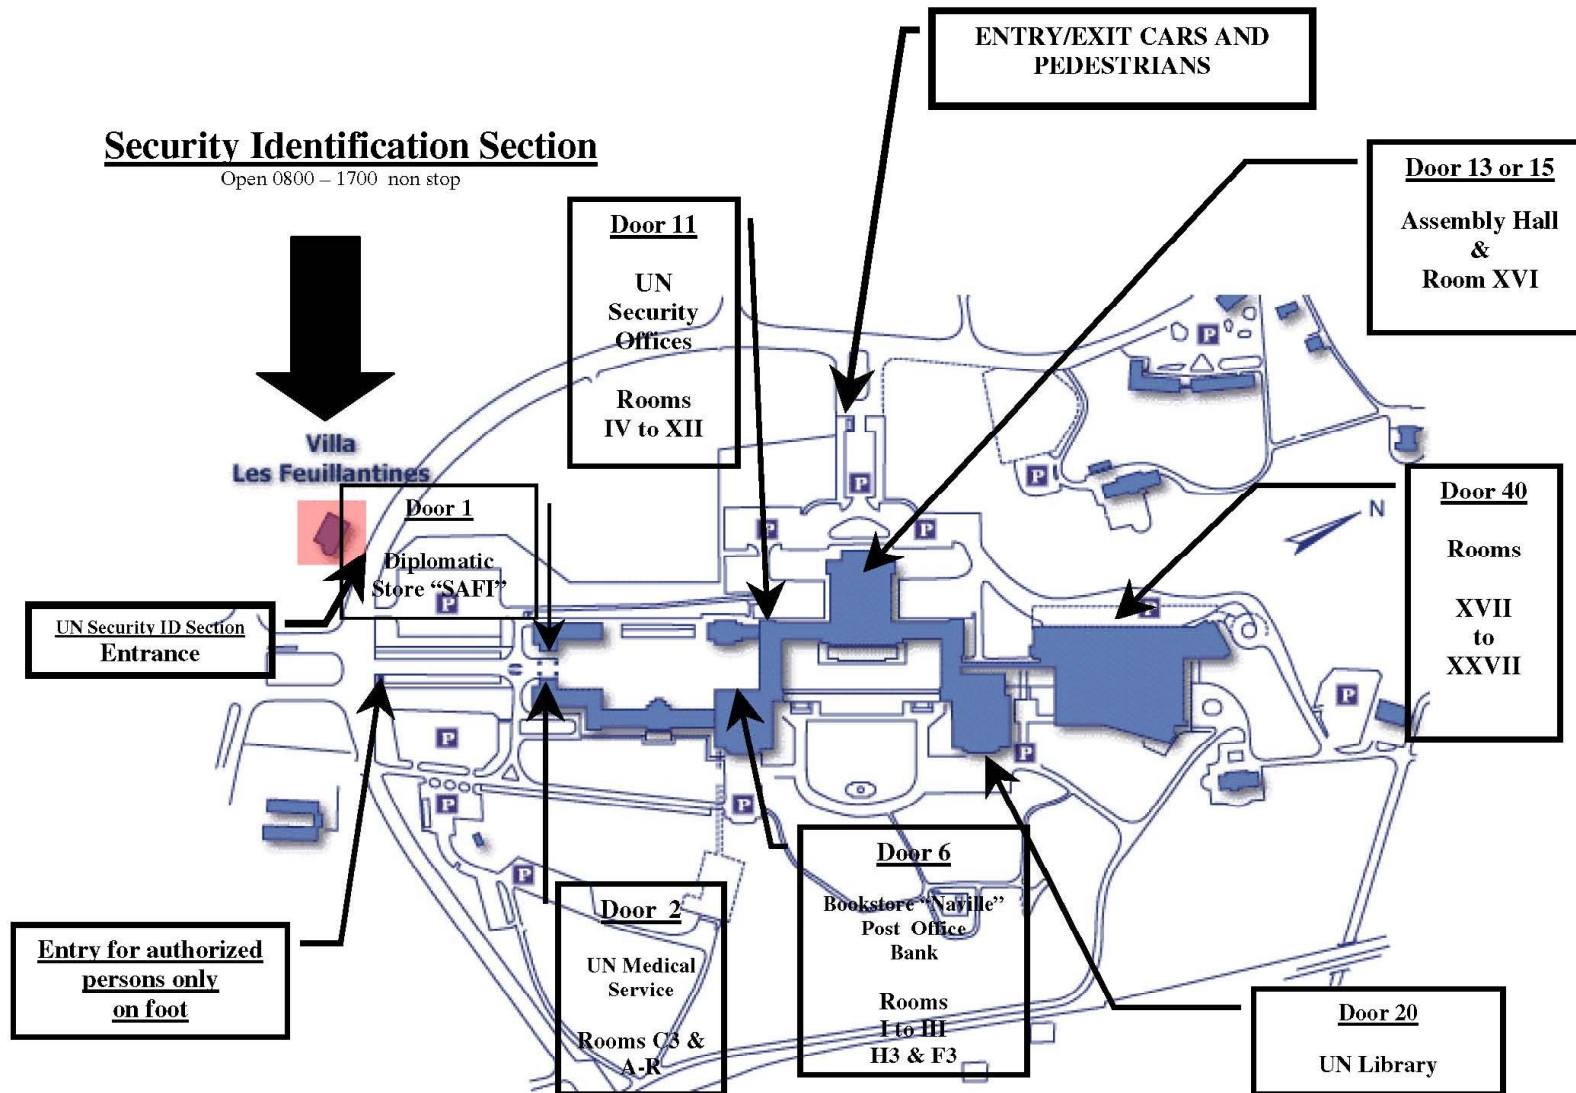 ENTRY/EXIT CARS AND
PEDESTRIANS
Security Identification Section
Open 0800 – 1700 non stop
Door 13 or 15
Assembly Hall
&
Room XVI
Door 11
UN
Security
Offices
Rooms
IV to XII
Villa
Les Feuillantines
Door 1
Diplomatic
Store “SAFI”
Door 40
Rooms
XVII
to
XXVII
N
UN Security ID Section
Entrance
P
P
P
P
P
P
P
P
P
P
P
P
P
Door 6
Bookstore “Naville”
Post Office
Bank
Rooms
I to III
H3 & F3
Door 2
UN Medical
Service
Rooms C3 &
A-R
Entry for authorized
persons only
on foot
Door 20
UN Library